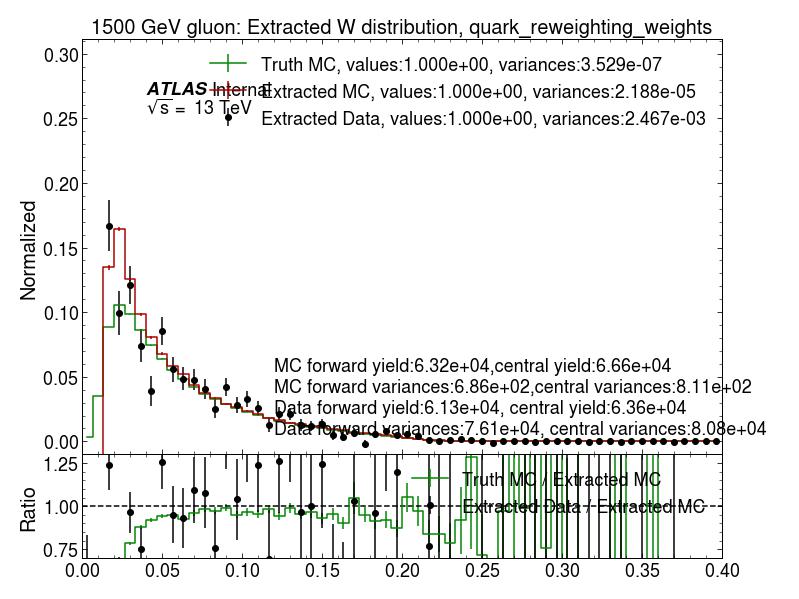 1500 GeV gluon: Extracted W distribution, quark_reweighting_weights
Truth MC, values:1.000e+00, variances:3.529e-07
ATLAS Internal
Extracted MC, values:1.000e+00, variances:2.188e-05
√s = 13 TeV
Extracted Data, values:1.000e+00, variances:2.467e-03
Normalized
0.30
0.25
0.20
0.15
0.10
0.05
0.00
MC forward yield:6.32e+04,central yield:6.66e+04
MC forward variances:6.86e+02,central variances:8.11e+02
Data forward yield:6.13e+04, central yield:6.36e+04
Data forward variances:7.61e+04, central variances:8.08e+04
Ratio
1.25
1.00
0.75
Truth MC / Extracted MC
Extracted Data / Extracted MC
0.00 0.05 0.10 0.15 0.20 0.25 0.30 0.35 0.40